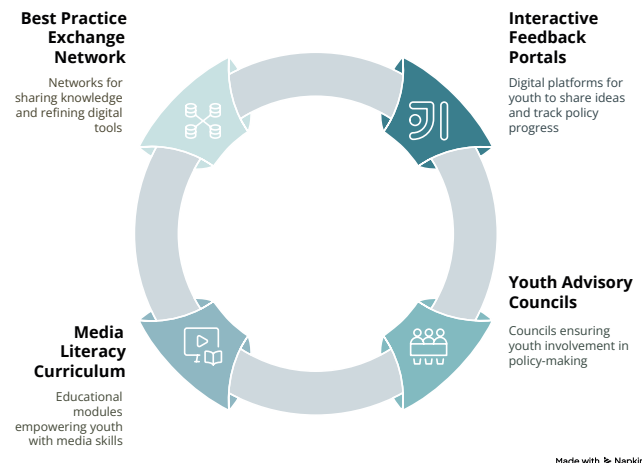 Best Practice
Exchange
Network
Networks for
sharing knowledge
and refining digital
tools
Interactive
Feedback
Portals
Digital platforms for
youth to share ideas
and track policy
progress
Media
Literacy
Curriculum
Educational
modules
empowering youth
with media skills
Youth Advisory
Councils
Councils ensuring
youth involvement in
policy-making
Made with Napkin